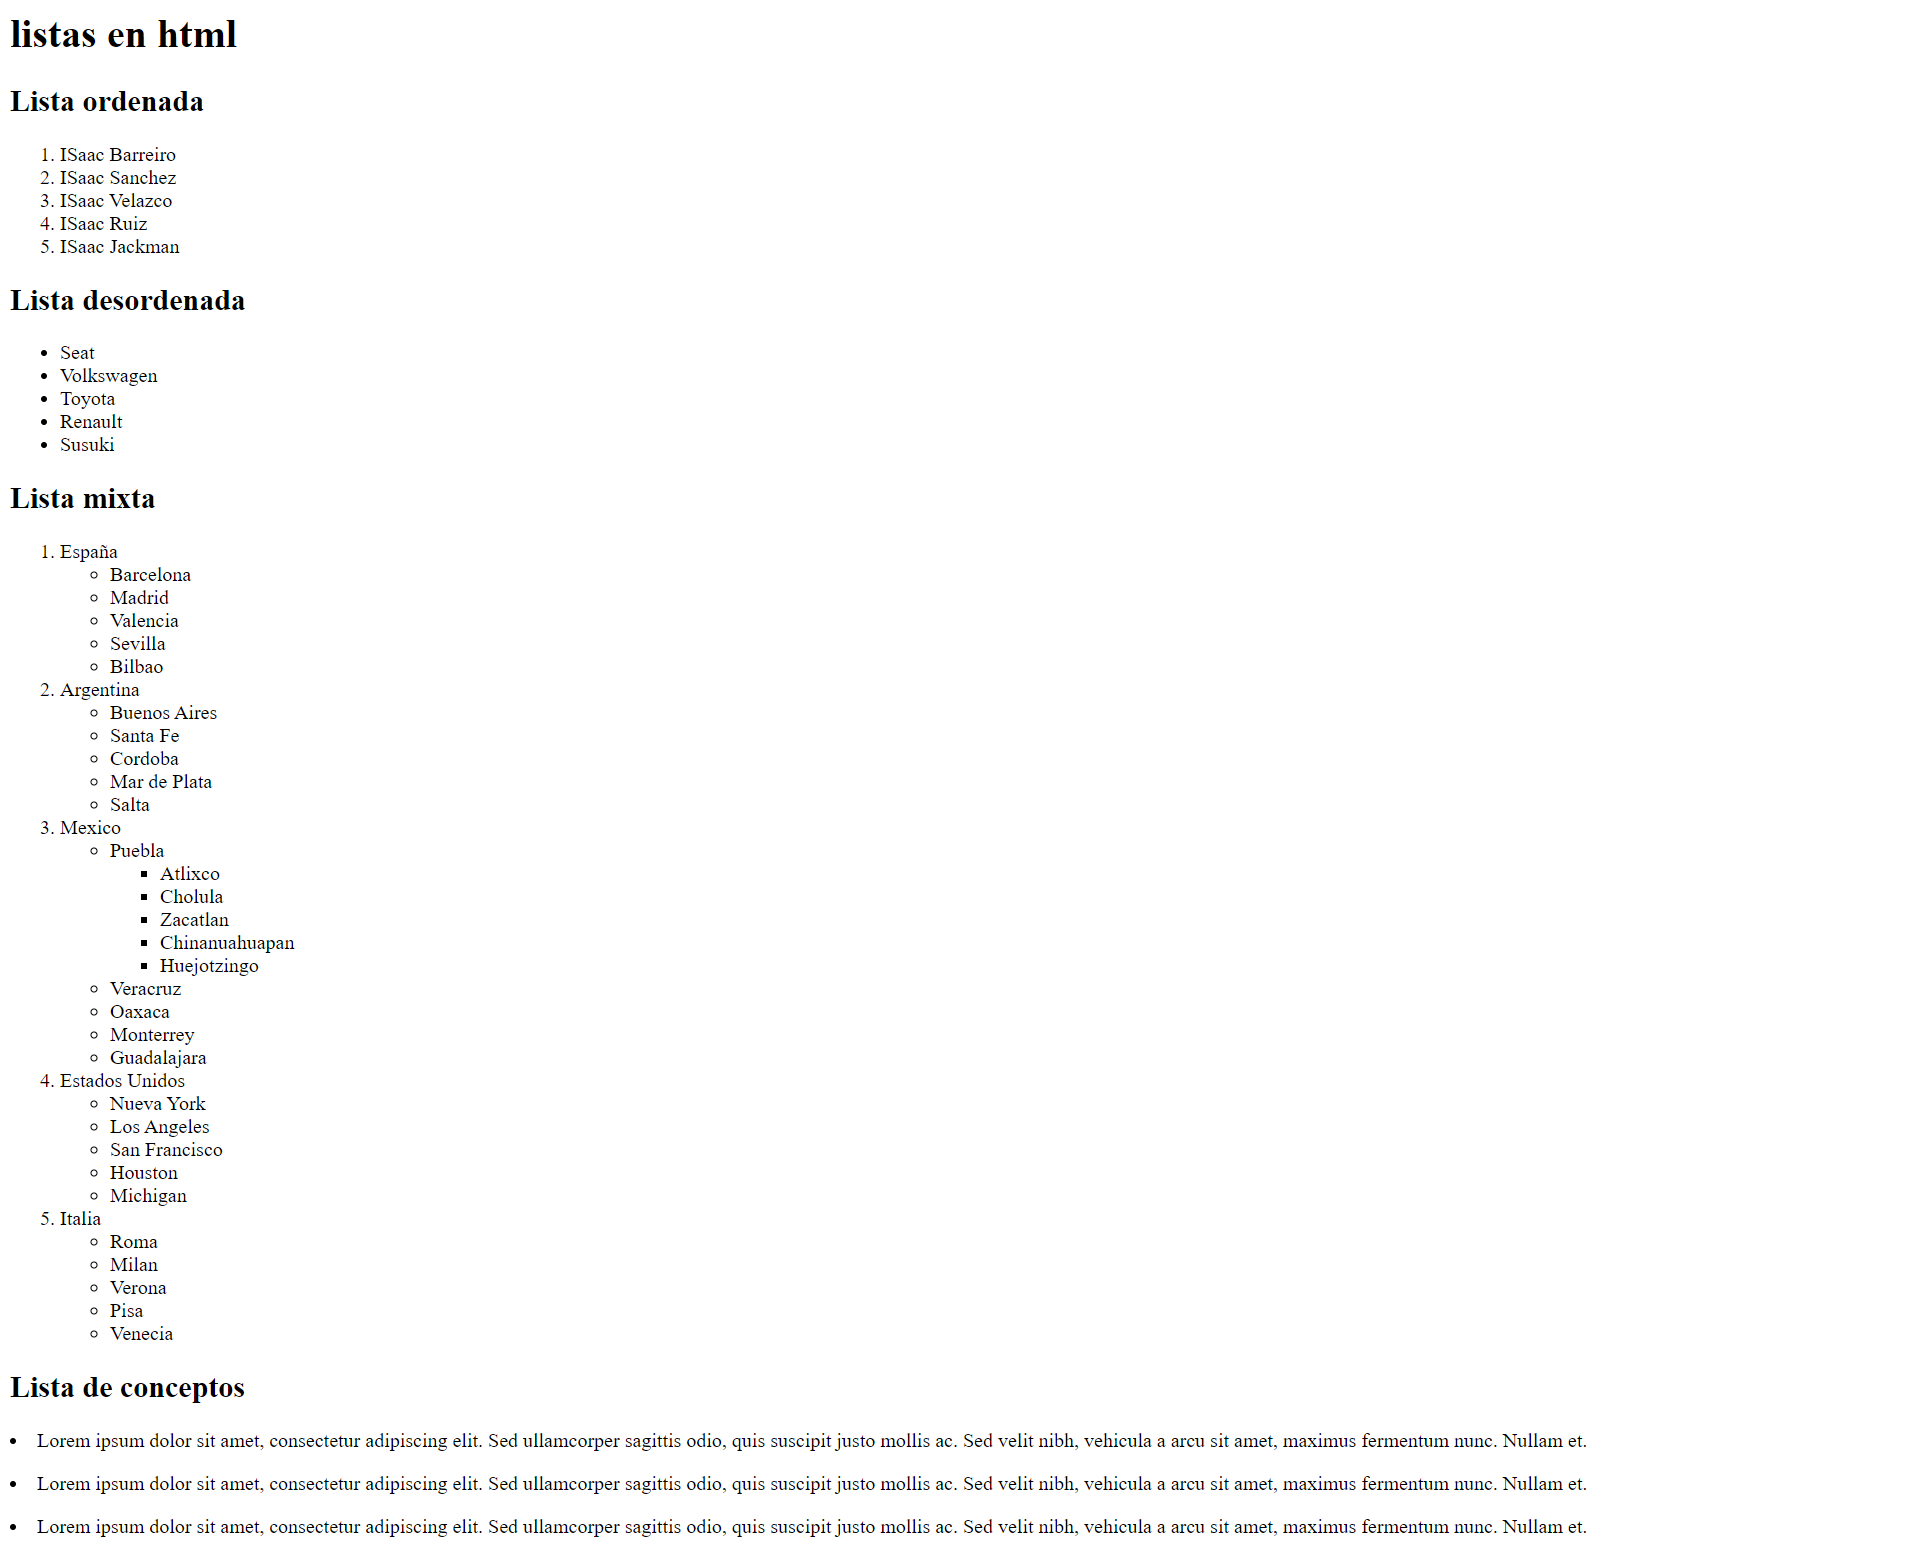 listas en html
Lista ordenada
1. ISaac Barreiro
2. ISaac Sanchez
3. ISaac Velazco
4. ISaac Ruiz
5. ISaac Jackman
Lista desordenada
• Seat
• Volkswagen
• Toyota
• Renault
• Susuki
Lista mixta
1. España
◦ Barcelona
◦ Madrid
◦ Valencia
◦ Sevilla
◦ Bilbao
2. Argentina
◦ Buenos Aires
◦ Santa Fe
◦ Cordoba
◦ Mar de Plata
◦ Salta
3. Mexico
◦ Puebla
▪ Atlixco
▪ Cholula
▪ Zacatlan
▪ Chinanuahuapan
▪ Huejotzingo
◦ Veracruz
◦ Oaxaca
◦ Monterrey
◦ Guadalajara
4. Estados Unidos
◦ Nueva York
◦ Los Angeles
◦ San Francisco
◦ Houston
◦ Michigan
5. Italia
◦ Roma
◦ Milan
◦ Verona
◦ Pisa
◦ Venecia
Lista de conceptos
• Lorem ipsum dolor sit amet, consectetur adipiscing elit. Sed ullamcorper sagittis odio, quis suscipit justo mollis ac. Sed velit nibh, vehicula a arcu sit amet, maximus fermentum nunc. Nullam et.
• Lorem ipsum dolor sit amet, consectetur adipiscing elit. Sed ullamcorper sagittis odio, quis suscipit justo mollis ac. Sed velit nibh, vehicula a arcu sit amet, maximus fermentum nunc. Nullam et.
• Lorem ipsum dolor sit amet, consectetur adipiscing elit. Sed ullamcorper sagittis odio, quis suscipit justo mollis ac. Sed velit nibh, vehicula a arcu sit amet, maximus fermentum nunc. Nullam et.